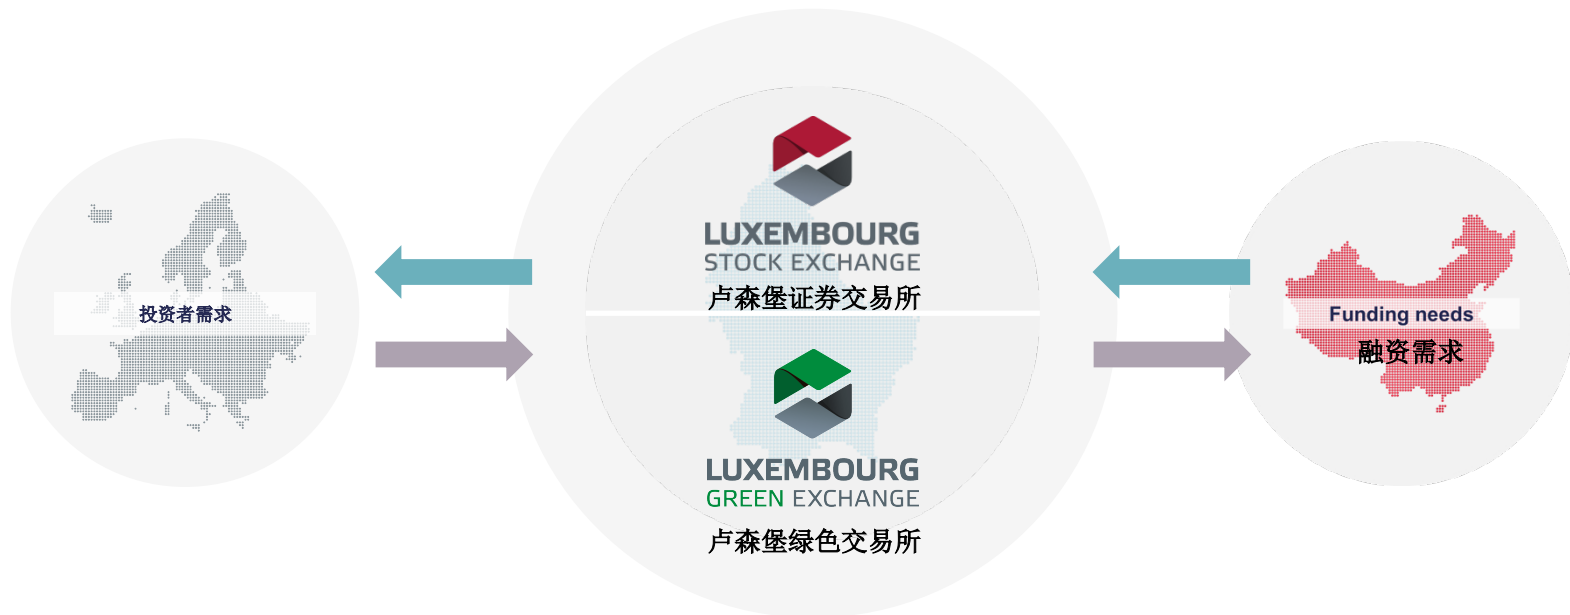 投资者需求
LUXEMBOURG
STOCK EXCHANGE
卢森堡证券交易所
LUXEMBOURG
GREEN EXCHANGE
卢森堡绿色交易所
Funding needs
融资需求